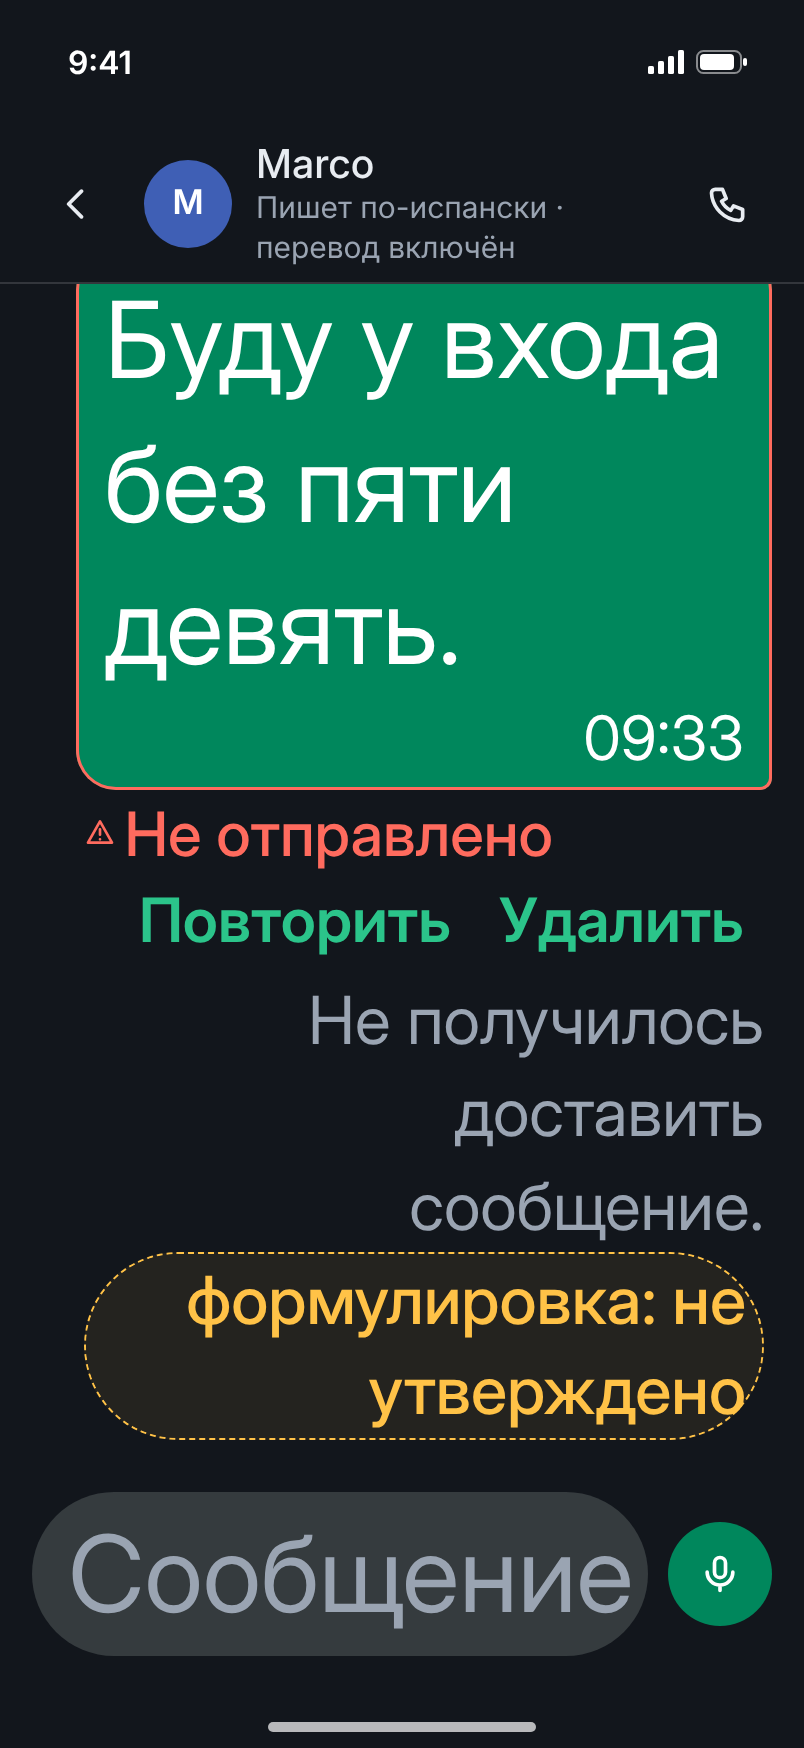 9:41
M
Marco
Пишет по-испански ·
перевод включён
Буду у входа
без пяти
девять.
09:33
Не отправлено
Повторить Удалить
Не получилось
доставить
сообщение.
формулировка: не
утверждено
Сообщение